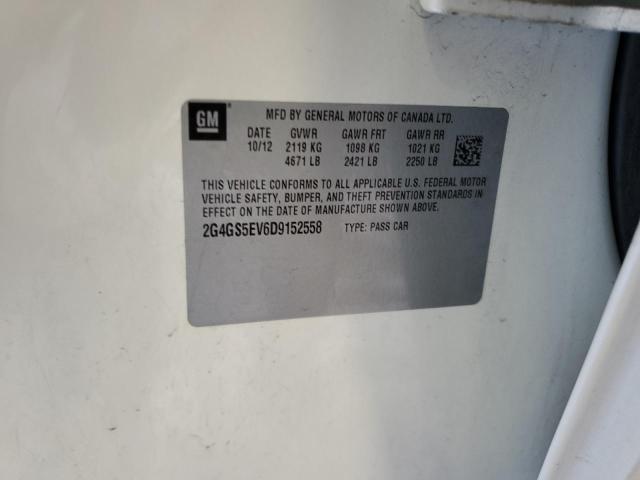 GM
MFD BY GENERAL MOTORS OF CANADA LTD.
DATE GVWR GAWR FRT GAWR RR
10/12 2119 KG 1098 KG 1021 KG
4671 LB 2421 LB 2250 LB
THIS VEHICLE CONFORMS TO ALL APPLICABLE U.S. FEDERAL MOTOR
VEHICLE SAFETY, BUMPER, AND THEFT PREVENTION STANDARDS IN
EFFECT ON THE DATE OF MANUFACTURE SHOWN ABOVE.
2G4GS5EV6D9152558 TYPE: PASS CAR